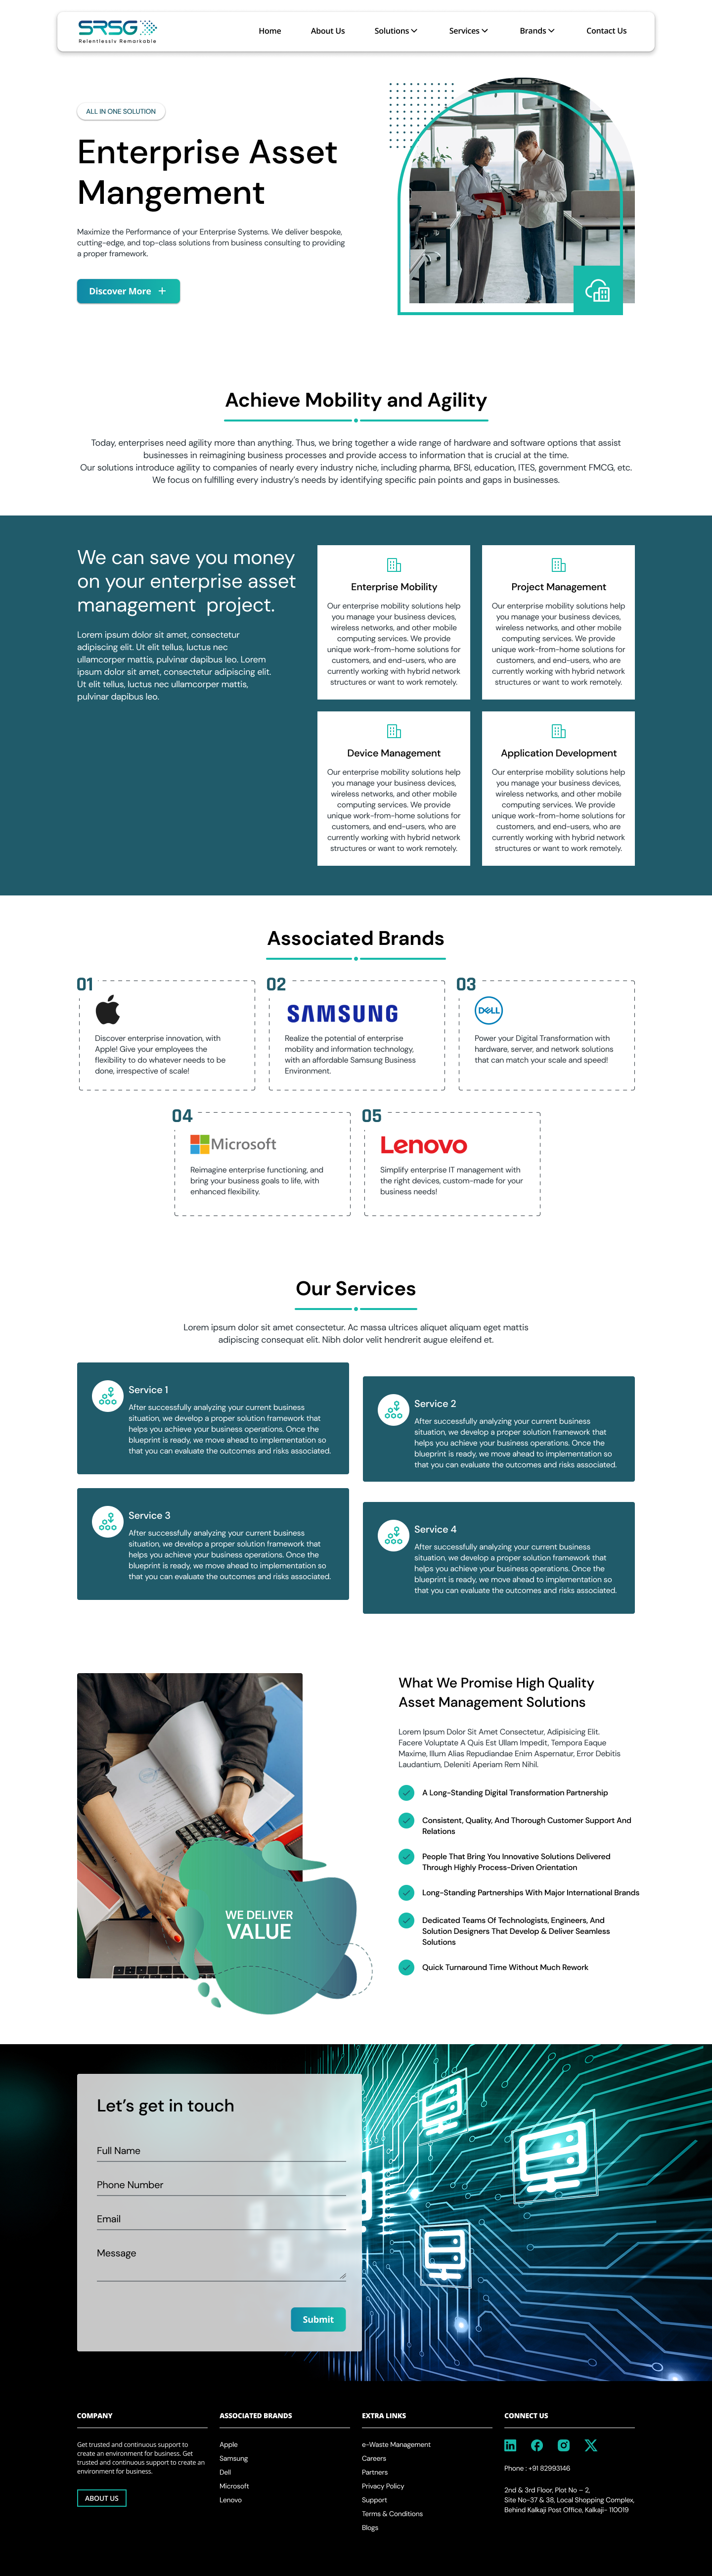 SRSG
Relentlessly Remarkable
Home
About Us
Solutions
Services
Brands
Contact Us
ALL IN ONE SOLUTION
Enterprise Asset
Mangement
Maximize the Performance of your Enterprise Systems. We deliver bespoke,
cutting-edge, and top-class solutions from business consulting to providing
a proper framework.
Discover More +
Achieve Mobility and Agility
Today, enterprises need agility more than anything. Thus, we bring together a wide range of hardware and software options that assist
businesses in reimagining business processes and provide access to information that is crucial at the time.
Our solutions introduce agility to companies of nearly every industry niche, including pharma, BFSI, education, ITES, government FMCG, etc.
We focus on fulfilling every industry's needs by identifying specific pain points and gaps in businesses.
We can save you money
on your enterprise asset
management project.
Lorem ipsum dolor sit amet, consectetur
adipiscing elit. Ut elit tellus, luctus nec
ullamcorper mattis, pulvinar dapibus leo. Lorem
ipsum dolor sit amet, consectetur adipiscing elit.
Ut elit tellus, luctus nec ullamcorper mattis,
pulvinar dapibus leo.
Enterprise Mobility
Our enterprise mobility solutions help
you manage your business devices,
wireless networks, and other mobile
computing services. We provide
unique work-from-home solutions for
customers, and end-users, who are
currently working with hybrid network
structures or want to work remotely.
Project Management
Our enterprise mobility solutions help
you manage your business devices,
wireless networks, and other mobile
computing services. We provide
unique work-from-home solutions for
customers, and end-users, who are
currently working with hybrid network
structures or want to work remotely.
Device Management
Our enterprise mobility solutions help
you manage your business devices,
wireless networks, and other mobile
computing services. We provide
unique work-from-home solutions for
customers, and end-users, who are
currently working with hybrid network
structures or want to work remotely.
Application Development
Our enterprise mobility solutions help
you manage your business devices,
wireless networks, and other mobile
computing services. We provide
unique work-from-home solutions for
customers, and end-users, who are
currently working with hybrid network
structures or want to work remotely.
Associated Brands
01
Discover enterprise innovation, with
Apple! Give your employees the
flexibility to do whatever needs to be
done, irrespective of scale!
02
SAMSUNG
Realize the potential of enterprise
mobility and information technology,
with an affordable Samsung Business
Environment.
03
DELL
Power your Digital Transformation with
hardware, server, and network solutions
that can match your scale and speed!
04
Microsoft
Reimagine enterprise functioning, and
bring your business goals to life, with
enhanced flexibility.
05
Lenovo
Simplify enterprise IT management with
the right devices, custom-made for your
business needs!
Our Services
Lorem ipsum dolor sit amet consectetur. Ac massa ultrices aliquet aliquam eget mattis
adipiscing consequat elit. Nibh dolor velit hendrerit augue eleifend et.
Service 1
After successfully analyzing your current business
situation, we develop a proper solution framework that
helps you achieve your business operations. Once the
blueprint is ready, we move ahead to implementation so
that you can evaluate the outcomes and risks associated.
Service 2
After successfully analyzing your current business
situation, we develop a proper solution framework that
helps you achieve your business operations. Once the
blueprint is ready, we move ahead to implementation so
that you can evaluate the outcomes and risks associated.
Service 3
After successfully analyzing your current business
situation, we develop a proper solution framework that
helps you achieve your business operations. Once the
blueprint is ready, we move ahead to implementation so
that you can evaluate the outcomes and risks associated.
Service 4
After successfully analyzing your current business
situation, we develop a proper solution framework that
helps you achieve your business operations. Once the
blueprint is ready, we move ahead to implementation so
that you can evaluate the outcomes and risks associated.
WE DELIVER
VALUE
What We Promise High Quality
Asset Management Solutions
Lorem Ipsum Dolor Sit Amet Consectetur, Adipisicing Elit.
Facere Voluptate A Quis Est Ullam Impedit, Tempora Eaque
Maxime, Illum Alias Repudiandae Enim Aspernatur, Error Debitis
Laudantium, Deleniti Aperiam Rem Nihil.
A Long-Standing Digital Transformation Partnership
Consistent, Quality, And Thorough Customer Support And
Relations
People That Bring You Innovative Solutions Delivered
Through Highly Process-Driven Orientation
Long-Standing Partnerships With Major International Brands
Dedicated Teams Of Technologists, Engineers, And
Solution Designers That Develop & Deliver Seamless
Solutions
Quick Turnaround Time Without Much Rework
Let's get in touch
Full Name
Phone Number
Email
Message
Submit
COMPANY
Get trusted and continuous support to
create an environment for business. Get
trusted and continuous support to create an
environment for business.
ABOUT US
ASSOCIATED BRANDS
Apple
Samsung
Dell
Microsoft
Lenovo
EXTRA LINKS
e-Waste Management
Careers
Partners
Privacy Policy
Support
Terms & Conditions
Blogs
CONNECT US
Phone : +91 82993146
2nd & 3rd Floor, Plot No – 2,
Site No-37 & 38, Local Shopping Complex,
Behind Kalkaji Post Office, Kalkaji- 110019